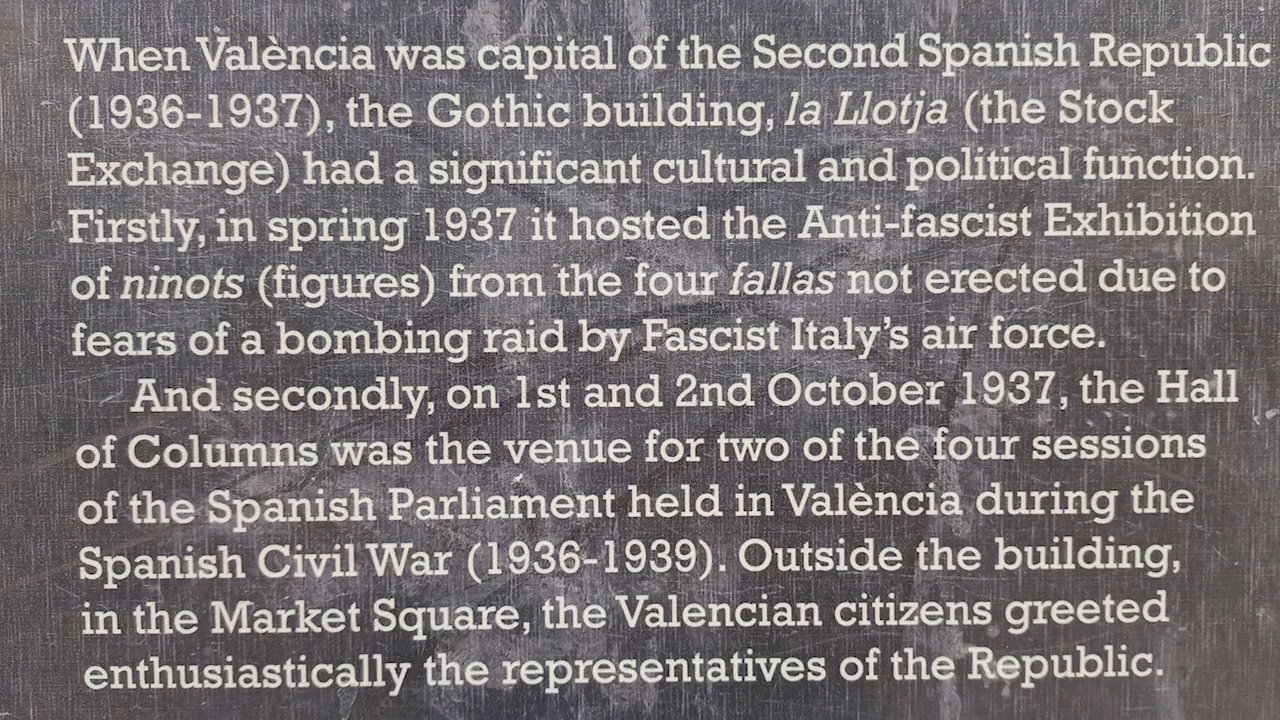 When València was capital of the Second Spanish Republic
(1936-1937), the Gothic building, la Llotja (the Stock
Exchange) had a significant cultural and political function.
Firstly, in spring 1937 it hosted the Anti-fascist Exhibition
of ninots (figures) from the four fallas not erected due to
fears of a bombing raid by Fascist Italy's air force.
And secondly, on 1st and 2nd October 1937, the Hall
of Columns was the venue for two of the four sessions
of the Spanish Parliament held in València during the
Spanish Civil War (1936-1939). Outside the building,
in the Market Square, the Valencian citizens greeted
enthusiastically the representatives of the Republic.